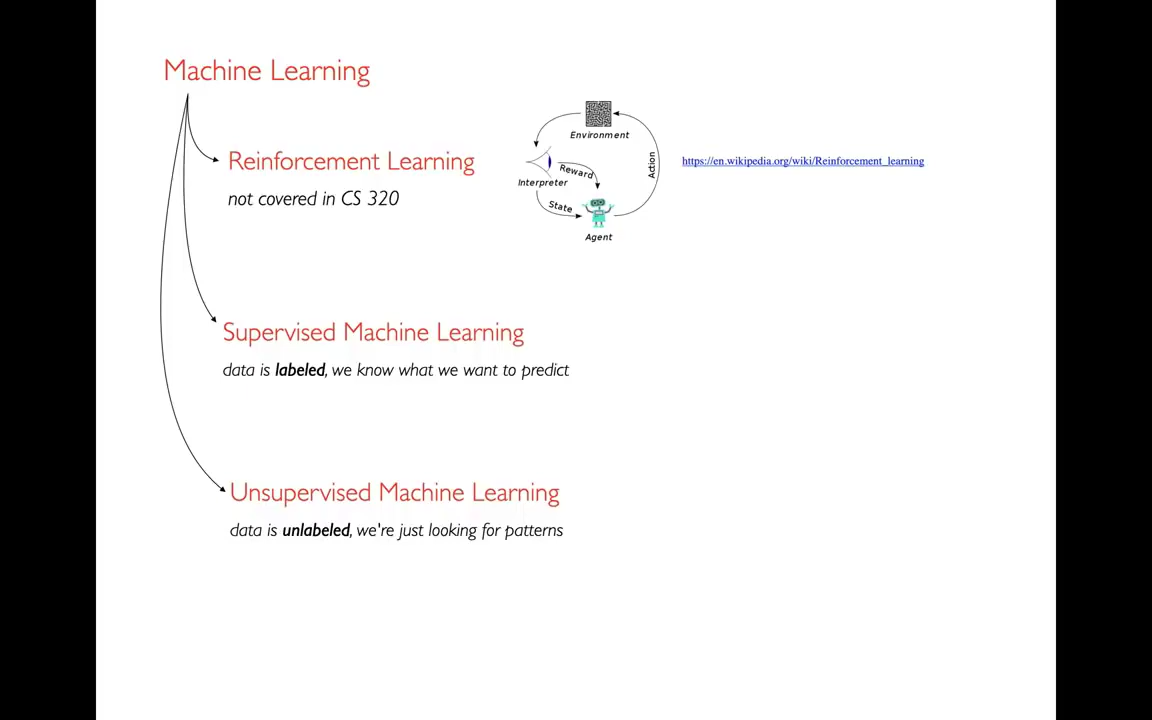 Machine Learning
Reinforcement Learning
not covered in CS 320
Environment
Reward
Interpreter
State
Agent
Action
https://en.wikipedia.org/wiki/Reinforcement_learning
Supervised Machine Learning
data is labeled, we know what we want to predict
Unsupervised Machine Learning
data is unlabeled, we're just looking for patterns